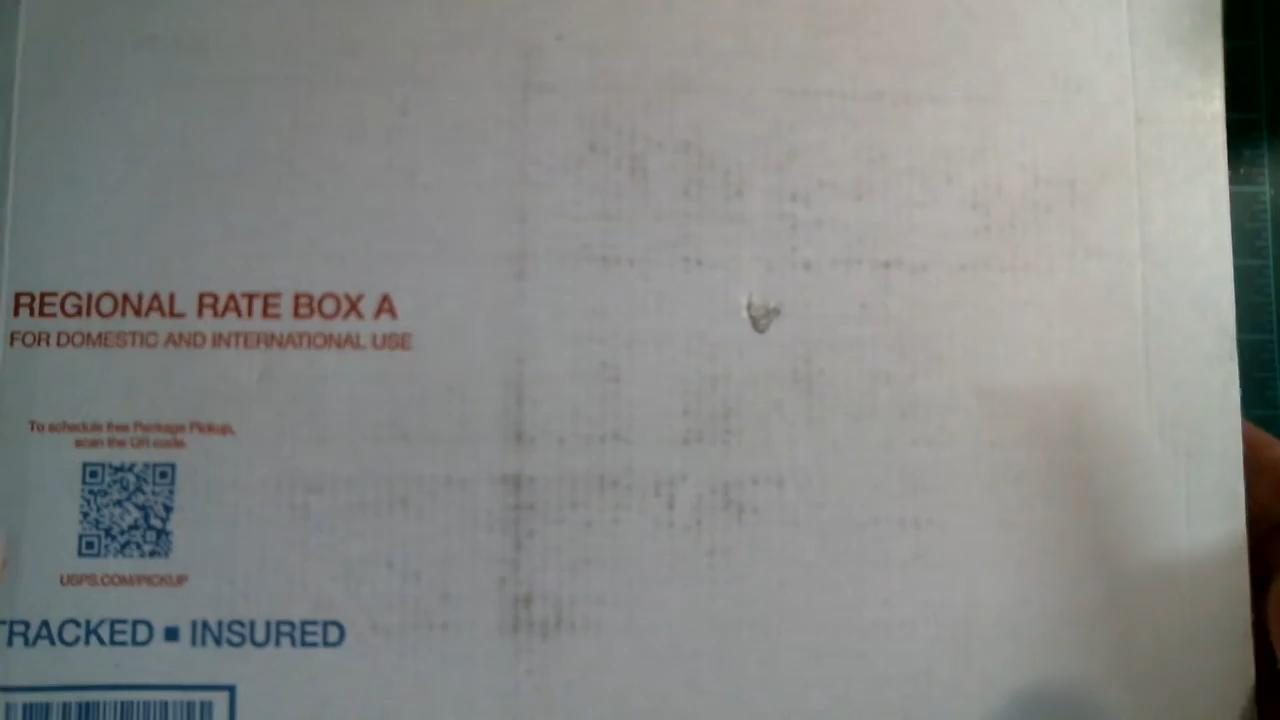 REGIONAL RATE BOX A
FOR DOMESTIC AND INTERNATIONAL USE
To schedule free Package Pickup,
scan the QR code.
USPS.COM/PICKUP
TRACKED ■ INSURED